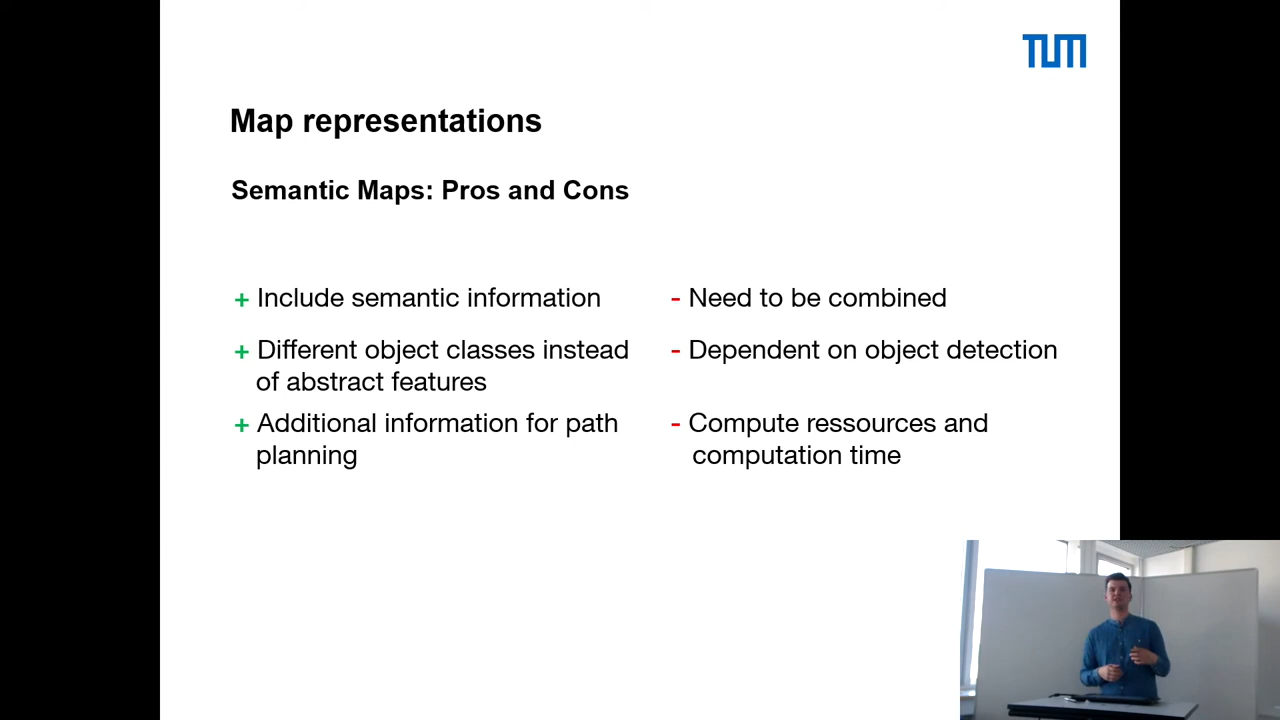 TUM
Map representations
Semantic Maps: Pros and Cons
+ Include semantic information
+ Different object classes instead
of abstract features
+ Additional information for path
planning
- Need to be combined
- Dependent on object detection
- Compute ressources and
computation time